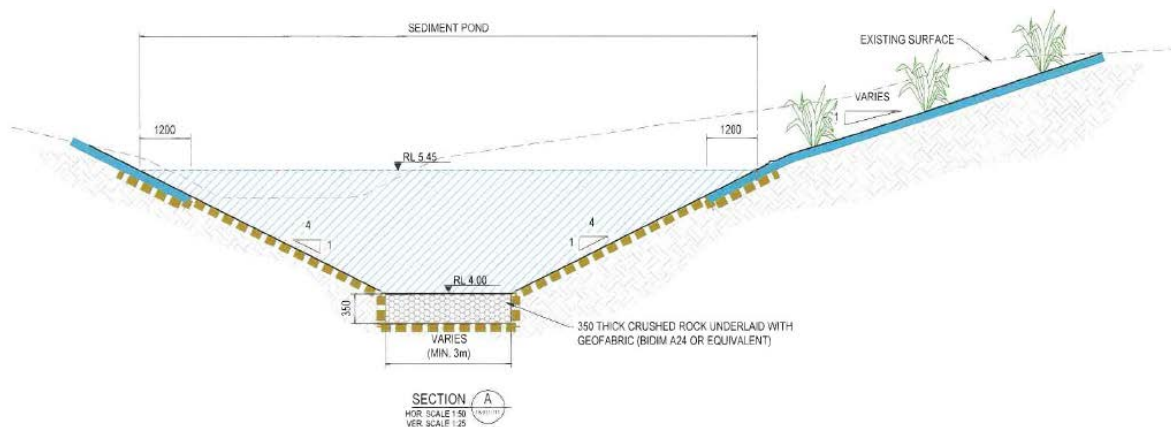 SEDIMENT POND
EXISTING SURFACE
VARIES
1
1200
1200
RL 5.45
4
1
4
1
RL 4.00
350
350 THICK CRUSHED ROCK UNDERLAID WITH
GEOFABRIC (BIDIM A24 OR EQUIVALENT)
VARIES
(MIN. 3m)
SECTION
A
HOR. SCALE 1:50
VER. SCALE 1:25